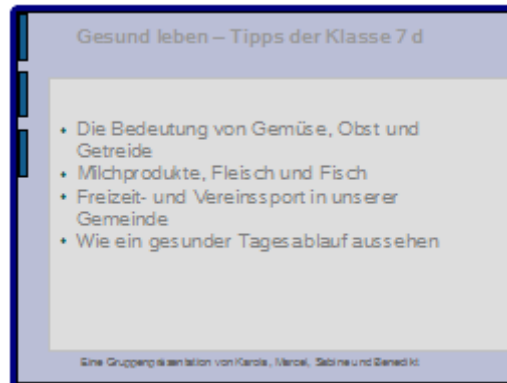 Gesund leben – Tipps der Klasse 7 d
• Die Bedeutung von Gemüse, Obst und
Getreide
• Milchprodukte, Fleisch und Fisch
• Freizeit- und Vereinssport in unserer
Gemeinde
• Wie ein gesunder Tagesablauf aussehen
Eine Gruppenpräsentation von Karola, Marcel, Sabine und Benedikt